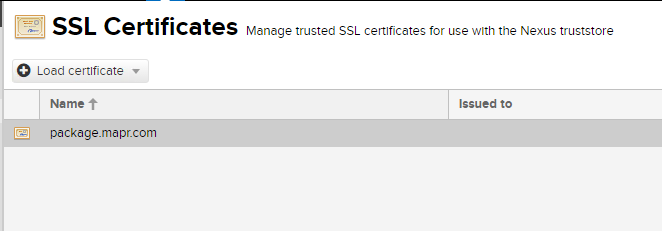 SSL Certificates Manage trusted SSL certificates for use with the Nexus truststore
Load certificate
Name Issued to
package.mapr.com